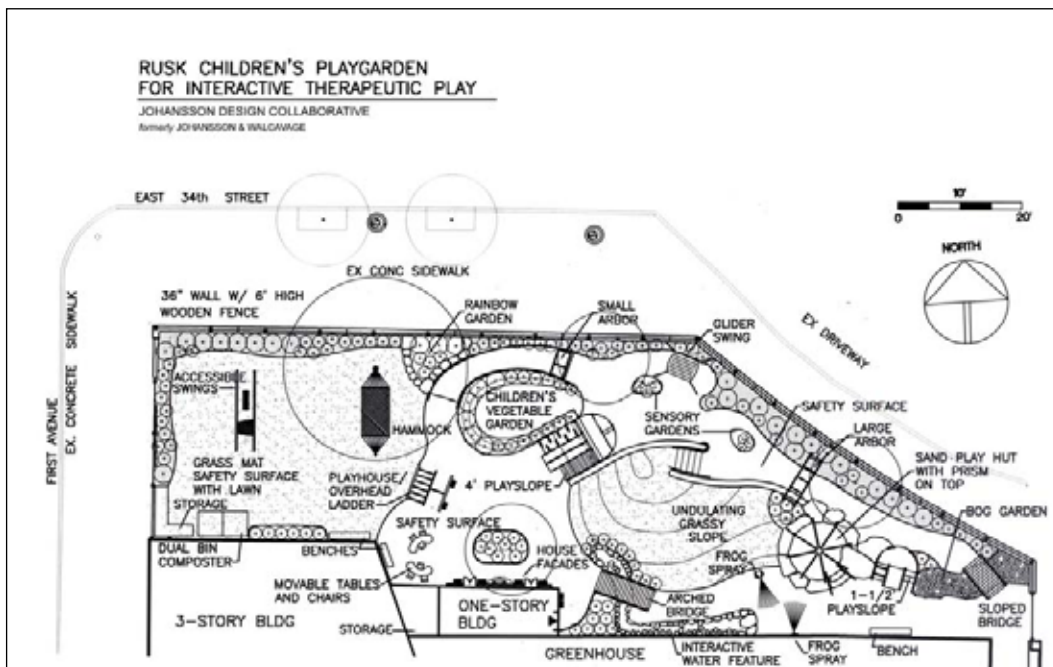 RUSK CHILDREN'S PLAYGARDEN
FOR INTERACTIVE THERAPEUTIC PLAY
JOHANSSON DESIGN COLLABORATIVE
formerly JOHANSSON & WALCAVAGE
EAST 34th STREET
10'
0
20'
NORTH
EX CONC SIDEWALK
36" WALL W/ 6' HIGH
WOODEN FENCE
RAINBOW
GARDEN
SMALL
ARBOR
GLIDER
SWING
EX DRIVEWAY
FIRST AVENUE
EX. CONCRETE SIDEWALK
ACCESSIBLE
SWINGS
HAMMOCK
CHILDREN'S
VEGETABLE
GARDEN
SENSORY
GARDENS
SAFETY SURFACE
LARGE
ARBOR
SAND PLAY HUT
WITH PRISM
ON TOP
BOG GARDEN
GRASS MAT
SAFETY SURFACE
WITH LAWN
PLAYHOUSE/
OVERHEAD
LADDER
4' PLAYSLOPE
UNDULATING
GRASSY
SLOPE
STORAGE
SAFETY SURFACE
DUAL BIN
COMPOSTER
BENCHES
HOUSE
FACADES
FROG
SPRAY
MOVABLE TABLES
AND CHAIRS
ARCHED
BRIDGE
1-1/2'
PLAYSLOPE
SLOPED
BRIDGE
3-STORY BLDG
STORAGE
ONE-STORY
BLDG
GREENHOUSE
INTERACTIVE
WATER FEATURE
FROG
SPRAY
BENCH